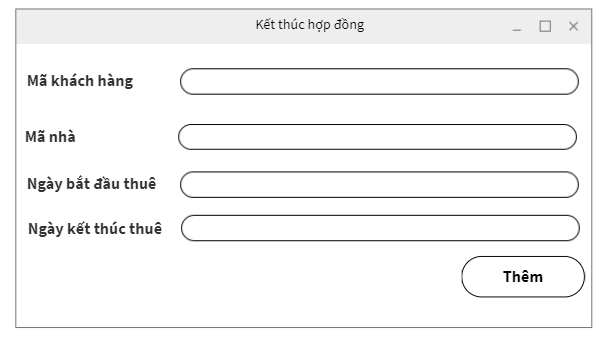 Kết thúc hợp đồng
Mã khách hàng
Mã nhà
Ngày bắt đầu thuê
Ngày kết thúc thuê
Thêm